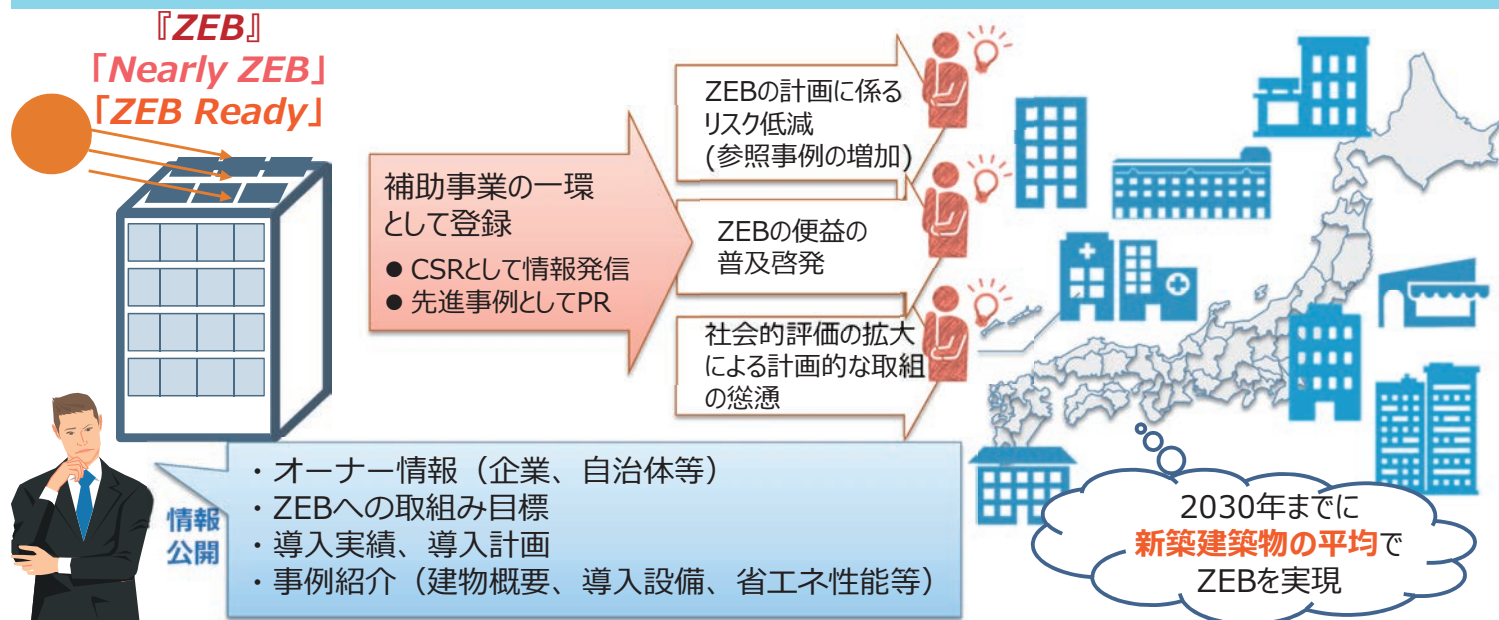 『ZEB』
「Nearly ZEB」
「ZEB Ready」
補助事業の一環
として登録
● CSRとして情報発信
● 先進事例としてPR
ZEBの計画に係る
リスク低減
(参照事例の増加)
ZEBの便益の
普及啓発
社会的評価の拡大
による計画的な取組
の慫慂
情報
公開
・オーナー情報（企業、自治体等）
・ZEBへの取組み目標
・導入実績、導入計画
・事例紹介（建物概要、導入設備、省エネ性能等）
2030年までに
新築建築物の平均で
ZEBを実現